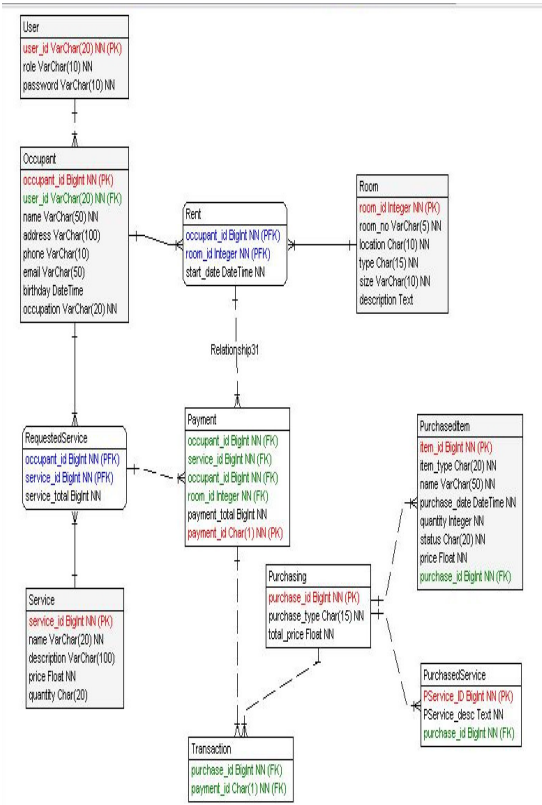 User
user_id VarChar(20) NN (PK)
role VarChar(10) NN
password VarChar(10) NN
Occupant
occupant_id BigInt NN (PK)
user_id VarChar(20) NN (FK)
name VarChar(50) NN
address VarChar(100)
phone VarChar(10)
email VarChar(50)
birthday DateTime
occupation VarChar(20) NN
Rent
occupant_id BigInt NN (PFK)
room_id Integer NN (PFK)
start_date DateTime NN
Room
room_id Integer NN (PK)
room_no VarChar(5) NN
location Char(10) NN
type Char(15) NN
size VarChar(10) NN
description Text
Relationship31
RequestedService
occupant_id BigInt NN (PFK)
service_id BigInt NN (PFK)
service_total BigInt NN
Payment
occupant_id BigInt NN (FK)
service_id BigInt NN (FK)
occupant_id BigInt NN (FK)
room_id Integer NN (FK)
payment_total BigInt NN
payment_id Char(1) NN (PK)
PurchasedItem
item_id BigInt NN (PK)
item_type Char(20) NN
name VarChar(50) NN
purchase_date DateTime NN
quantity Integer NN
status Char(20) NN
price Float NN
purchase_id BigInt NN (FK)
Service
service_id BigInt NN (PK)
name VarChar(20) NN
description VarChar(100)
price Float NN
quantity Char(20)
Purchasing
purchase_id BigInt NN (PK)
purchase_type Char(15) NN
total_price Float NN
PurchasedService
PService_ID BigInt NN (PK)
PService_desc Text NN
purchase_id BigInt NN (FK)
Transaction
purchase_id BigInt NN (FK)
payment_id Char(1) NN (FK)